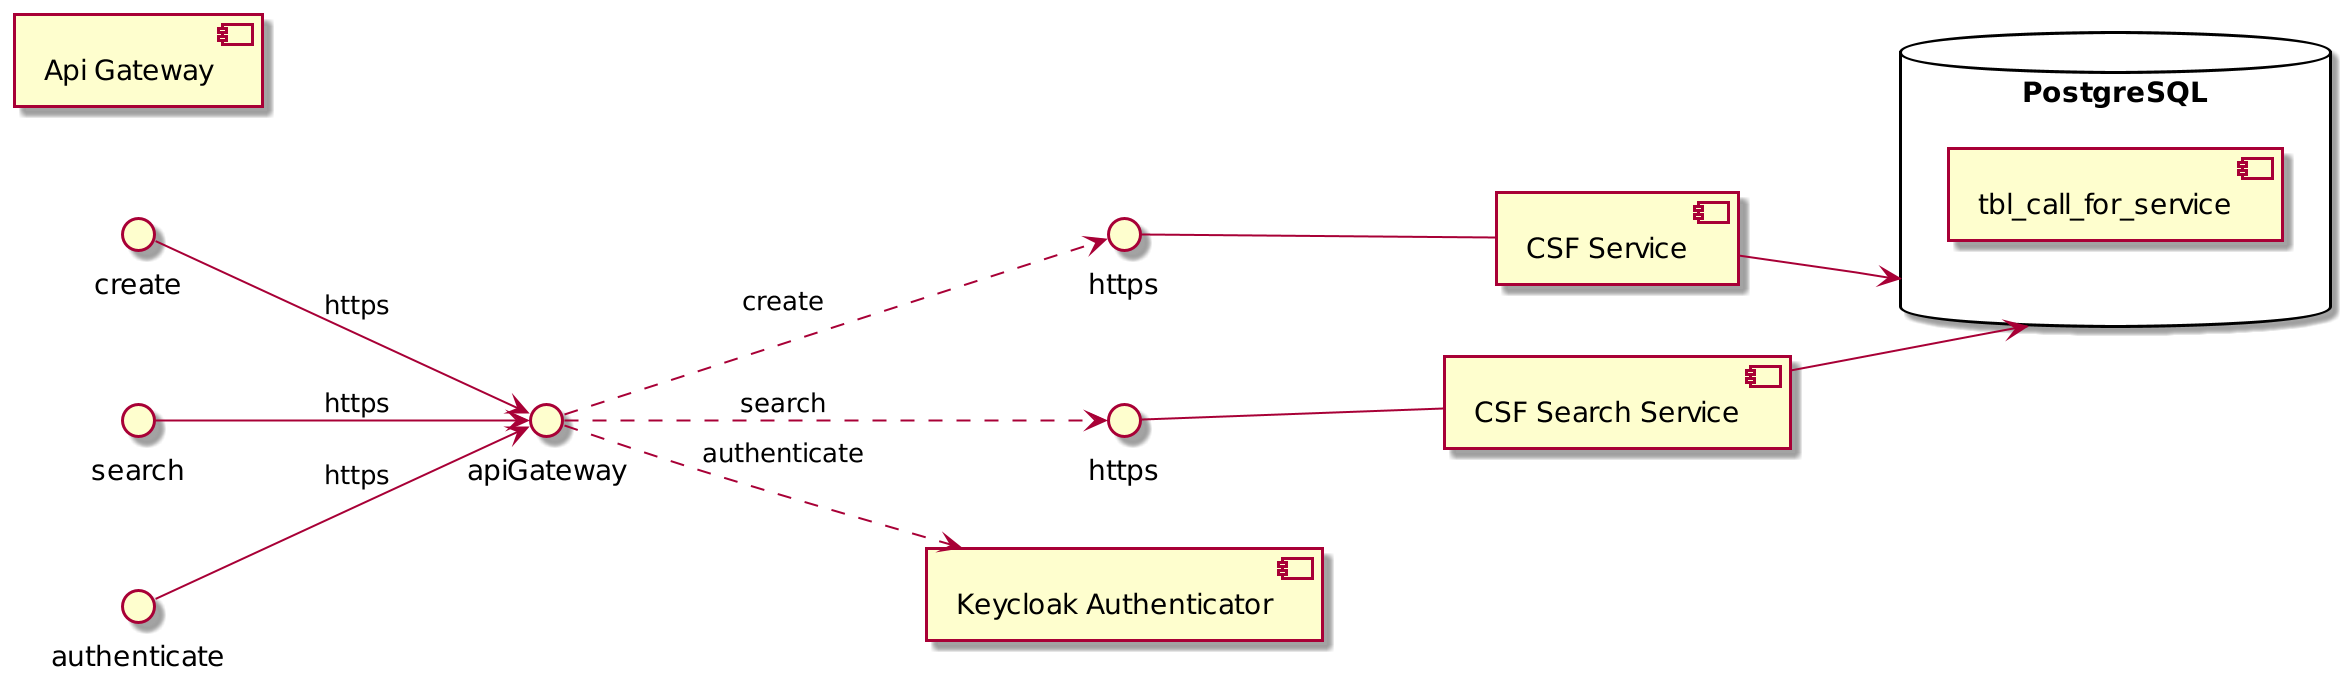 Api Gateway
PostgreSQL
tbl_call_for_service
CSF Service
create
https
https
create
https
search
https
apiGateway
search
https
CSF Search Service
https
authenticate
Keycloak Authenticator
authenticate